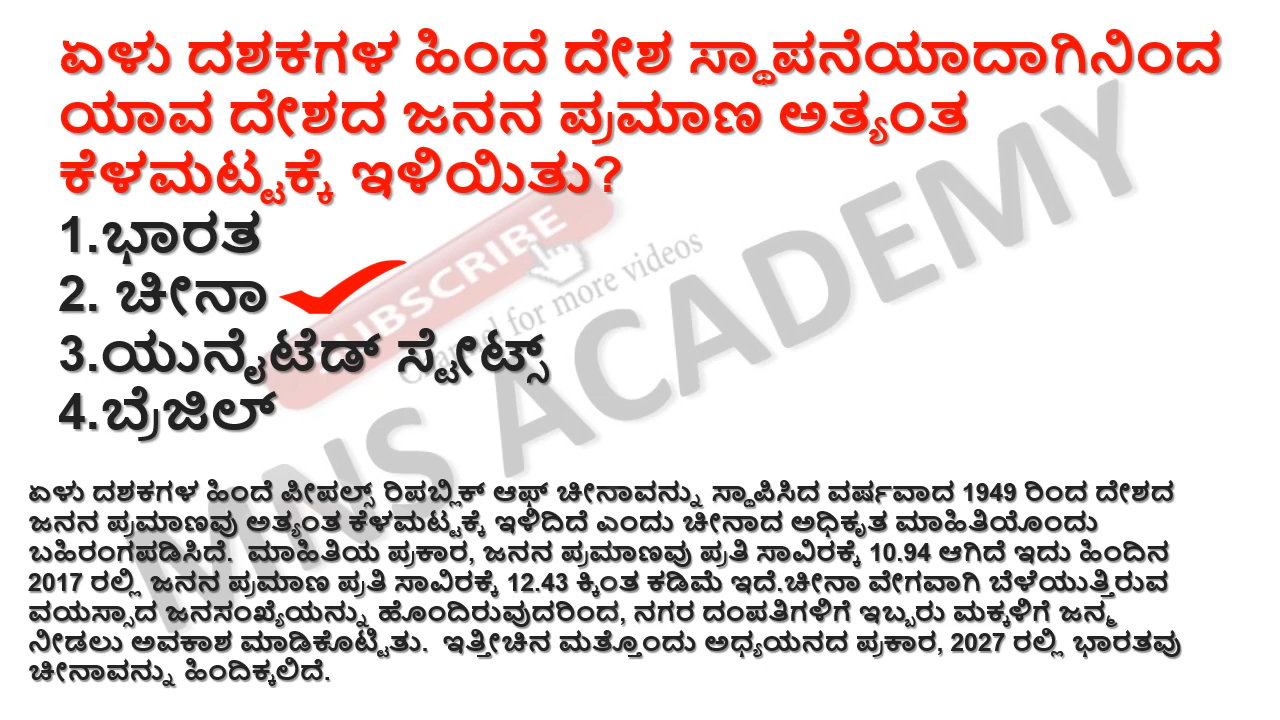 ಏಳು ದಶಕಗಳ ಹಿಂದೆ ದೇಶ ಸ್ಥಾಪನೆಯಾದಾಗಿನಿಂದ
ಯಾವ ದೇಶದ ಜನನ ಪ್ರಮಾಣ ಅತ್ಯಂತ
ಕೆಳಮಟ್ಟಕ್ಕೆ ಇಳಿಯಿತು?
1.ಭಾರತ
2. ಚೀನಾ
3.ಯುನೈಟೆಡ್ ಸ್ಟೇಟ್ಸ್
4.ಬ್ರೆಜಿಲ್
SUBSCRIBE
Channel for more videos
MNS ACADEMY
ಏಳು ದಶಕಗಳ ಹಿಂದೆ ಪೀಪಲ್ಸ್ ರಿಪಬ್ಲಿಕ್ ಆಫ್ ಚೀನಾವನ್ನು ಸ್ಥಾಪಿಸಿದ ವರ್ಷವಾದ 1949 ರಿಂದ ದೇಶದ
ಜನನ ಪ್ರಮಾಣವು ಅತ್ಯಂತ ಕೆಳಮಟ್ಟಕ್ಕೆ ಇಳಿದಿದೆ ಎಂದು ಚೀನಾದ ಅಧಿಕೃತ ಮಾಹಿತಿಯೊಂದು
ಬಹಿರಂಗಪಡಿಸಿದೆ. ಮಾಹಿತಿಯ ಪ್ರಕಾರ, ಜನನ ಪ್ರಮಾಣವು ಪ್ರತಿ ಸಾವಿರಕ್ಕೆ 10.94 ಆಗಿದೆ ಇದು ಹಿಂದಿನ
2017 ರಲ್ಲಿ ಜನನ ಪ್ರಮಾಣ ಪ್ರತಿ ಸಾವಿರಕ್ಕೆ 12.43 ಕ್ಕಿಂತ ಕಡಿಮೆ ಇದೆ.ಚೀನಾ ವೇಗವಾಗಿ ಬೆಳೆಯುತ್ತಿರುವ
ವಯಸ್ಸಾದ ಜನಸಂಖ್ಯೆಯನ್ನು ಹೊಂದಿರುವುದರಿಂದ, ನಗರ ದಂಪತಿಗಳಿಗೆ ಇಬ್ಬರು ಮಕ್ಕಳಿಗೆ ಜನ್ಮ
ನೀಡಲು ಅವಕಾಶ ಮಾಡಿಕೊಟ್ಟಿತು. ಇತ್ತೀಚಿನ ಮತ್ತೊಂದು ಅಧ್ಯಯನದ ಪ್ರಕಾರ, 2027 ರಲ್ಲಿ ಭಾರತವು
ಚೀನಾವನ್ನು ಹಿಂದಿಕ್ಕಲಿದೆ.